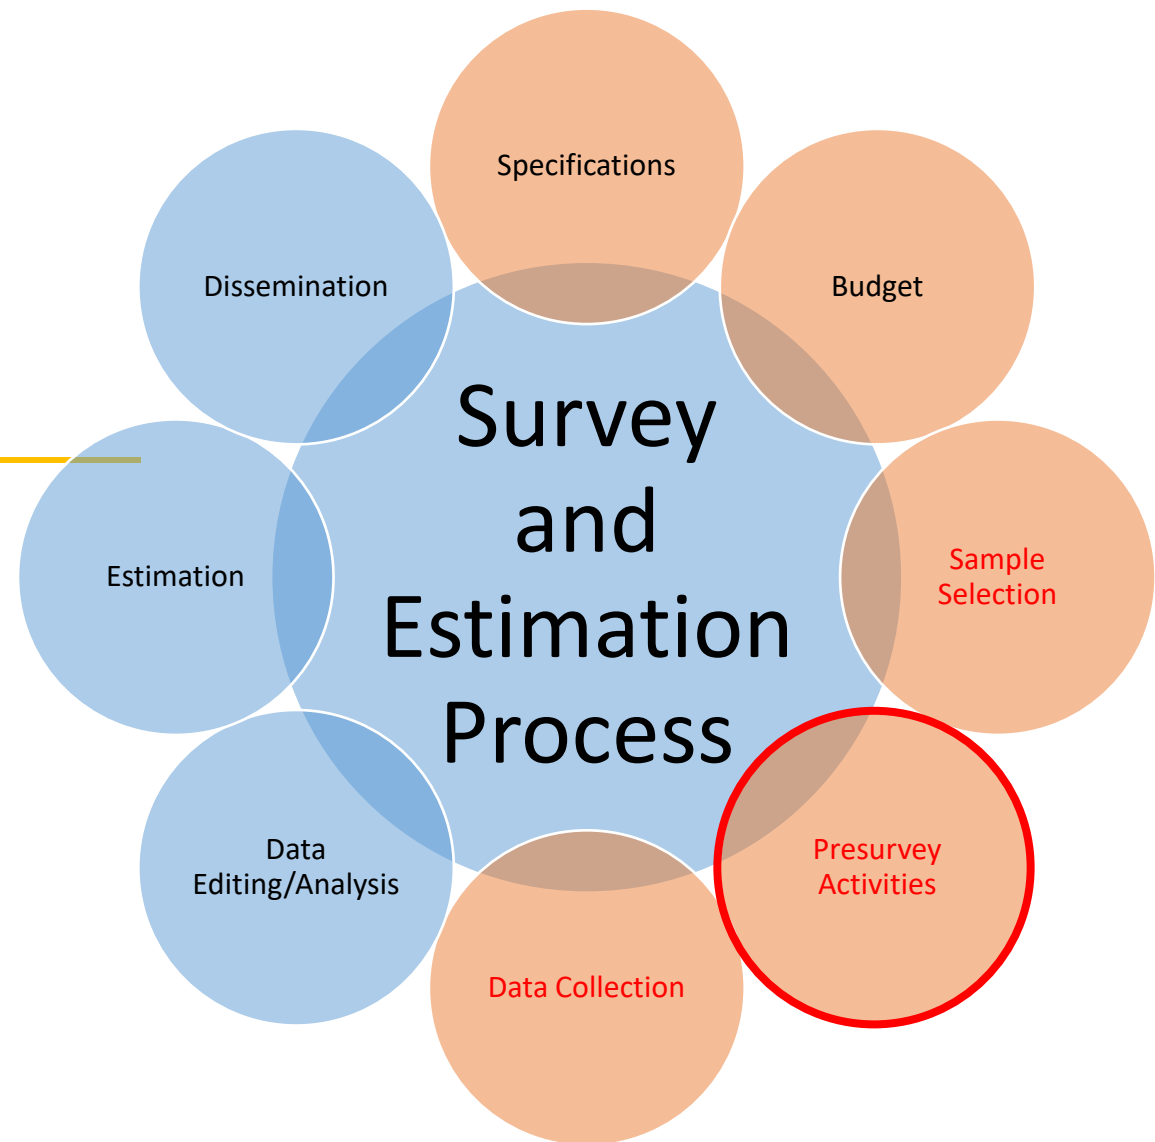 Specifications
Dissemination
Budget
Survey
and
Estimation
Process
Estimation
Sample
Selection
Data
Editing/Analysis
Presurvey
Activities
Data Collection